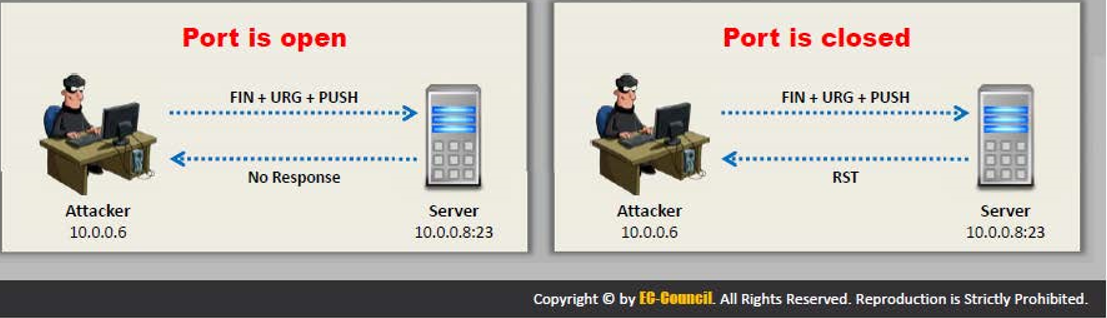 Port is open
FIN + URG + PUSH
No Response
Attacker
10.0.0.6
Server
10.0.0.8:23
Port is closed
FIN + URG + PUSH
RST
Attacker
10.0.0.6
Server
10.0.0.8:23
Copyright © by EC-Council. All Rights Reserved. Reproduction is Strictly Prohibited.